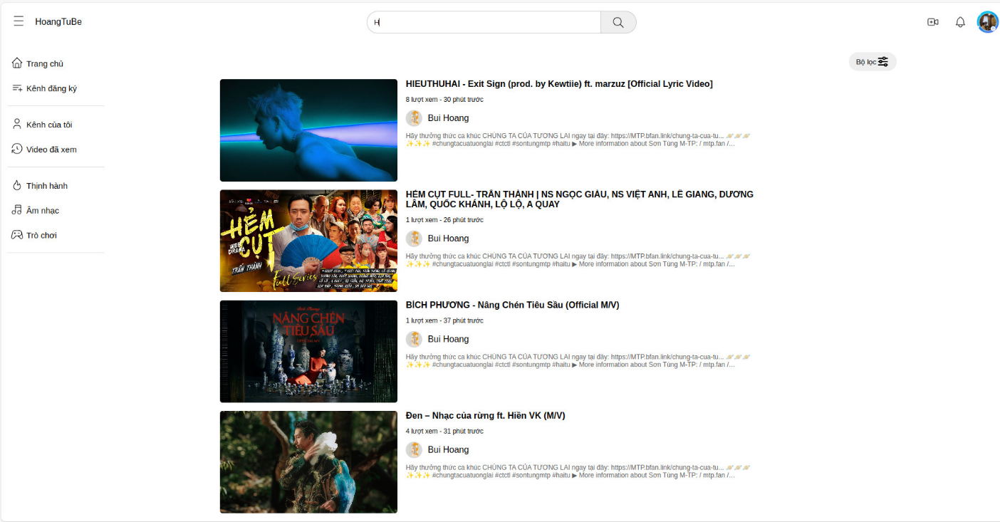 HoangTuBe
H
Trang chủ
Kênh đăng ký
Kênh của tôi
Video đã xem
Thịnh hành
Âm nhạc
Trò chơi
Bộ lọc
HIEUTHUHAI - Exit Sign (prod. by Kewtiie) ft. marzuz [Official Lyric Video]
8 lượt xem - 30 phút trước
Bui Hoang
Hãy thưởng thức ca khúc CHÚNG TA CỦA TƯƠNG LAI ngay tại đây: https://MTP.bfan.link/chung-ta-cua-tu... 🪐🪐🪐
✨✨✨ #chungtacuatuonglai #ctctl #sontungmtp #haitu ▶ More information about Sơn Tùng M-TP: / mtp.fan /…
HẺM CỤT
WEB DRAMA
TRẤN THÀNH
Full Series
HẺM CỤT FULL- TRẤN THÀNH | NS NGỌC GIÀU, NS VIỆT ANH, LÊ GIANG, DƯƠNG
LÂM, QUỐC KHÁNH, LỘ LỘ, A QUAY
1 lượt xem - 26 phút trước
Bui Hoang
Hãy thưởng thức ca khúc CHÚNG TA CỦA TƯƠNG LAI ngay tại đây: https://MTP.bfan.link/chung-ta-cua-tu... 🪐🪐🪐
✨✨✨ #chungtacuatuonglai #ctctl #sontungmtp #haitu ▶ More information about Sơn Tùng M-TP: / mtp.fan /…
Bích Phương
NÂNG CHÉN
TIÊU SẦU
OFFICIAL MV
BÍCH PHƯƠNG - Nâng Chén Tiêu Sầu (Official M/V)
1 lượt xem - 37 phút trước
Bui Hoang
Hãy thưởng thức ca khúc CHÚNG TA CỦA TƯƠNG LAI ngay tại đây: https://MTP.bfan.link/chung-ta-cua-tu... 🪐🪐🪐
✨✨✨ #chungtacuatuonglai #ctctl #sontungmtp #haitu ▶ More information about Sơn Tùng M-TP: / mtp.fan /…
Đen – Nhạc của rừng ft. Hiền VK (M/V)
4 lượt xem - 31 phút trước
Bui Hoang
Hãy thưởng thức ca khúc CHÚNG TA CỦA TƯƠNG LAI ngay tại đây: https://MTP.bfan.link/chung-ta-cua-tu... 🪐🪐🪐
✨✨✨ #chungtacuatuonglai #ctctl #sontungmtp #haitu ▶ More information about Sơn Tùng M-TP: / mtp.fan /…